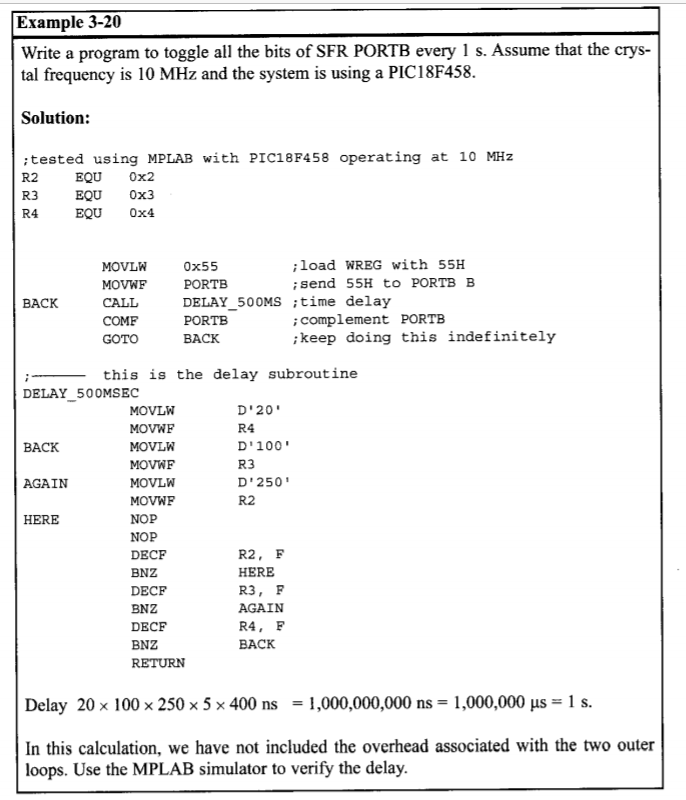 Example 3-20
Write a program to toggle all the bits of SFR PORTB every 1 s. Assume that the crys-
tal frequency is 10 MHz and the system is using a PIC18F458.
Solution:
;tested using MPLAB with PIC18F458 operating at 10 MHz
R2 EQU 0x2
R3 EQU 0x3
R4 EQU 0x4
MOVLW 0x55 ;load WREG with 55H
MOVWF PORTB ;send 55H to PORTB B
BACK CALL DELAY_500MS ;time delay
COMF PORTB ;complement PORTB
GOTO BACK ;keep doing this indefinitely
;—— this is the delay subroutine
DELAY_500MSEC
MOVLW D'20'
MOVWF R4
BACK MOVLW D'100'
MOVWF R3
AGAIN MOVLW D'250'
MOVWF R2
HERE NOP
NOP
DECF R2, F
BNZ HERE
DECF R3, F
BNZ AGAIN
DECF R4, F
BNZ BACK
RETURN
Delay 20 × 100 × 250 × 5 × 400 ns = 1,000,000,000 ns = 1,000,000 µs = 1 s.
In this calculation, we have not included the overhead associated with the two outer
loops. Use the MPLAB simulator to verify the delay.